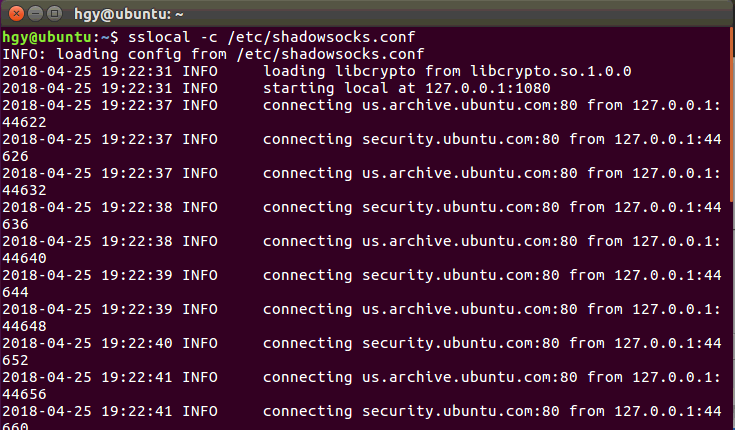 hgy@ubuntu: ~
hgy@ubuntu:~$ sslocal -c /etc/shadowsocks.conf
INFO: loading config from /etc/shadowsocks.conf
2018-04-25 19:22:31 INFO     loading libcrypto from libcrypto.so.1.0.0
2018-04-25 19:22:31 INFO     starting local at 127.0.0.1:1080
2018-04-25 19:22:37 INFO     connecting us.archive.ubuntu.com:80 from 127.0.0.1:
44622
2018-04-25 19:22:37 INFO     connecting security.ubuntu.com:80 from 127.0.0.1:44
626
2018-04-25 19:22:37 INFO     connecting us.archive.ubuntu.com:80 from 127.0.0.1:
44632
2018-04-25 19:22:38 INFO     connecting security.ubuntu.com:80 from 127.0.0.1:44
636
2018-04-25 19:22:38 INFO     connecting us.archive.ubuntu.com:80 from 127.0.0.1:
44640
2018-04-25 19:22:39 INFO     connecting security.ubuntu.com:80 from 127.0.0.1:44
644
2018-04-25 19:22:39 INFO     connecting us.archive.ubuntu.com:80 from 127.0.0.1:
44648
2018-04-25 19:22:40 INFO     connecting security.ubuntu.com:80 from 127.0.0.1:44
652
2018-04-25 19:22:41 INFO     connecting us.archive.ubuntu.com:80 from 127.0.0.1:
44656
2018-04-25 19:22:41 INFO     connecting security.ubuntu.com:80 from 127.0.0.1:44
660